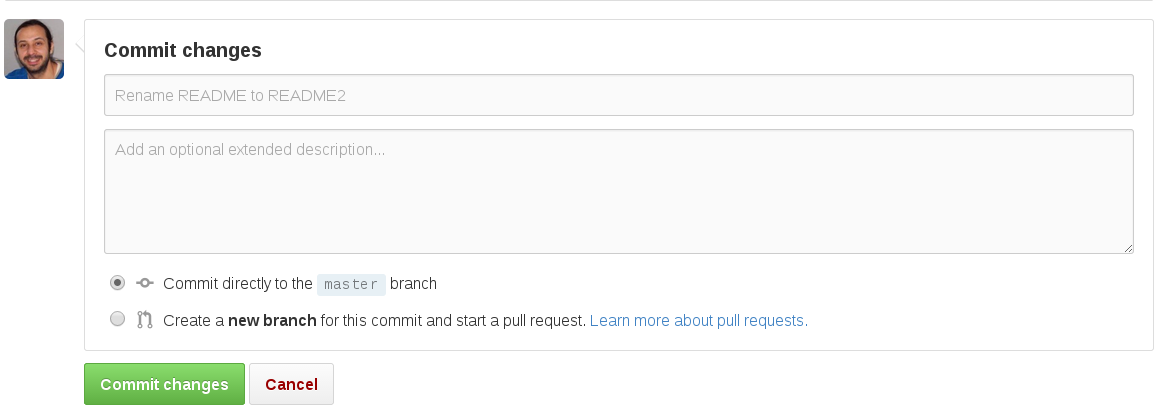 Commit changes
Rename README to README2
Add an optional extended description...
Commit directly to the master branch
Create a new branch for this commit and start a pull request. Learn more about pull requests.
Commit changes Cancel